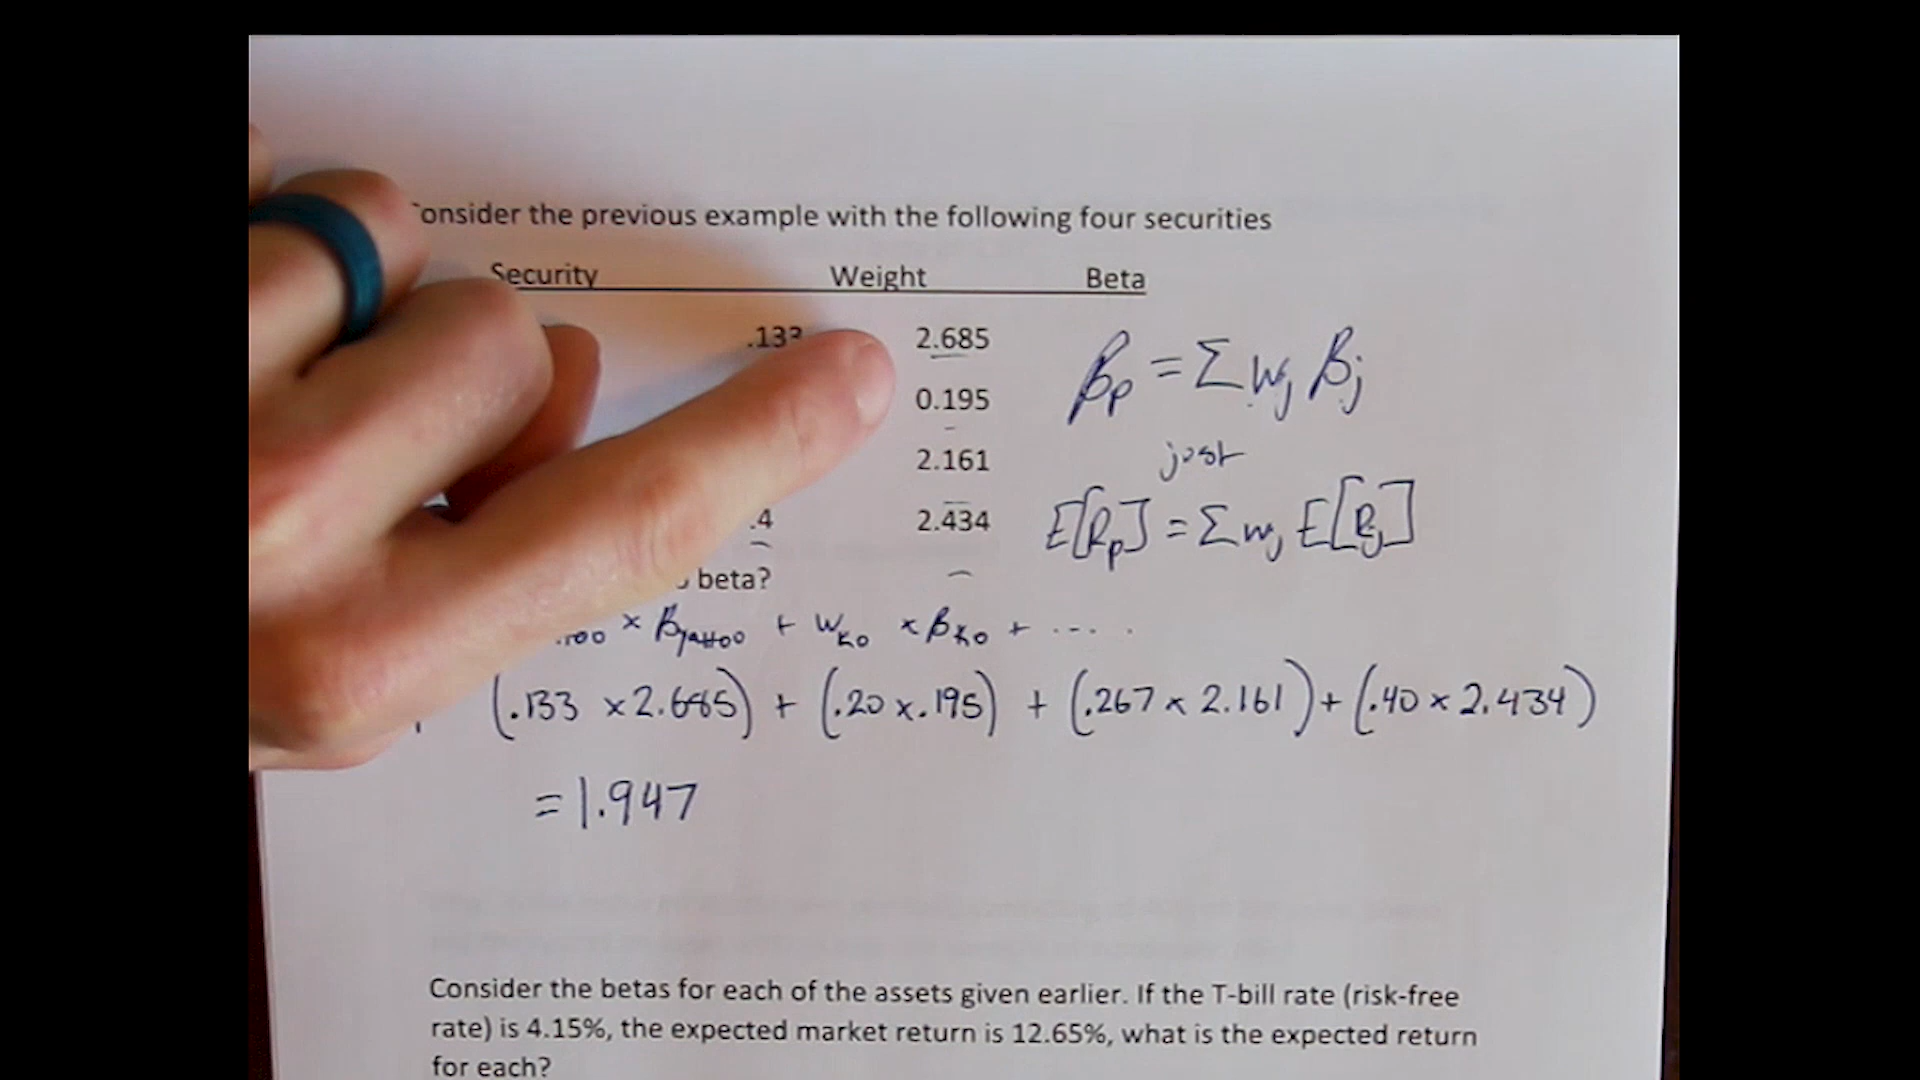 onsider the previous example with the following four securities
Security Weight Beta
.133 2.685
0.195
2.161
.4 2.434
beta?
βp = Σ wj βj
just
E[Rp] = Σ wj E[Rj]
× βYAHOO + wKO × βKO + ....
(.133 × 2.685) + (.20 × .195) + (.267 × 2.161) + (.40 × 2.434)
= 1.947
Consider the betas for each of the assets given earlier. If the T-bill rate (risk-free
rate) is 4.15%, the expected market return is 12.65%, what is the expected return
for each?